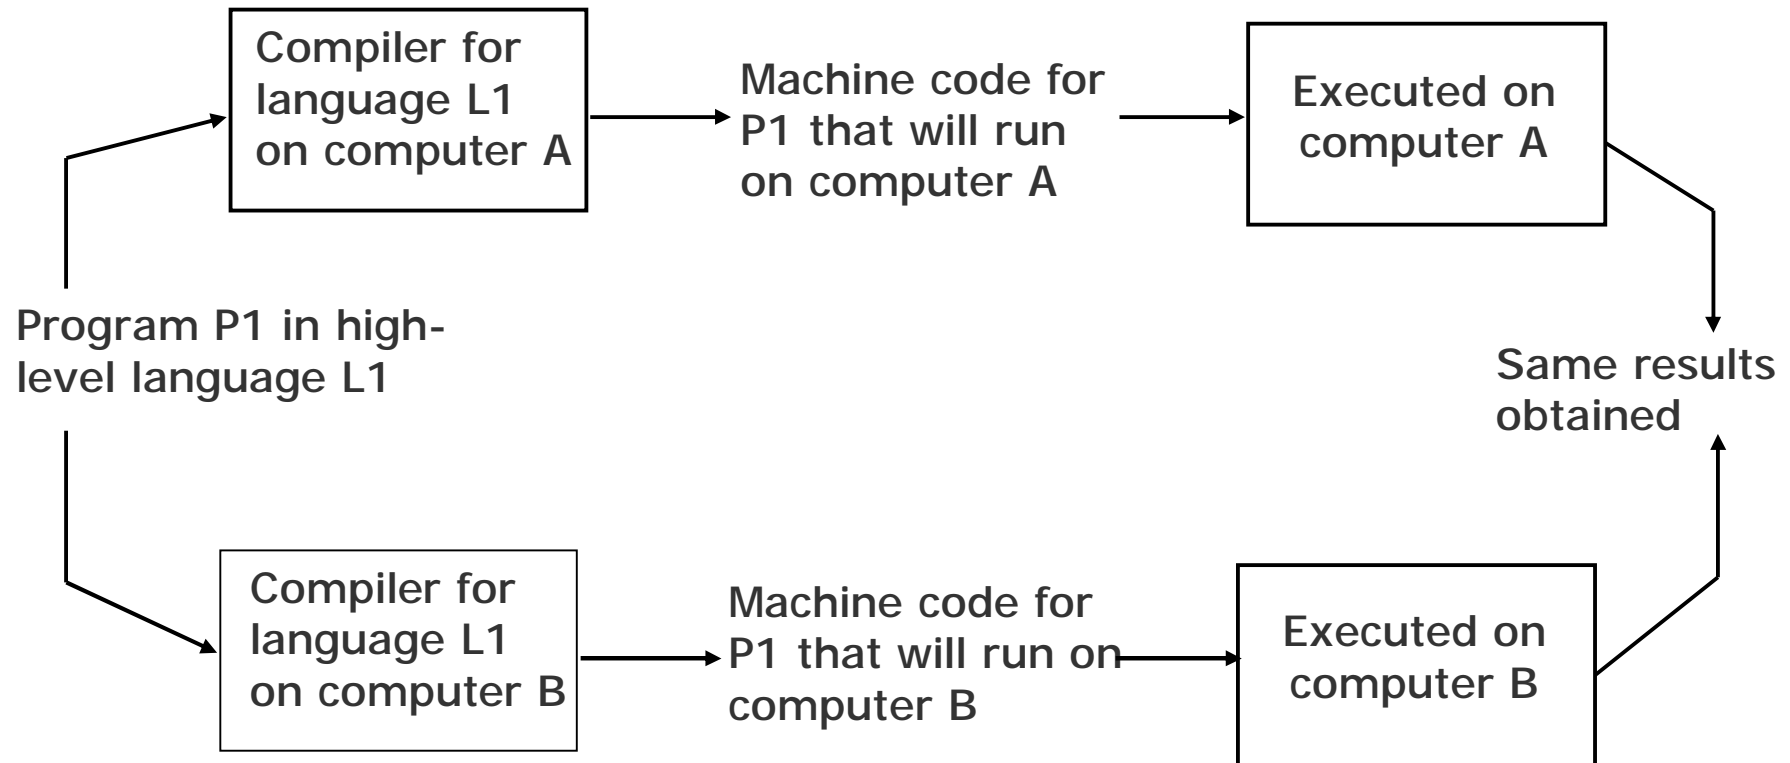 Compiler for
language L1
on computer A
Machine code for
P1 that will run
on computer A
Executed on
computer A
Program P1 in high-
level language L1
Same results
obtained
Compiler for
language L1
on computer B
Machine code for
P1 that will run on
computer B
Executed on
computer B